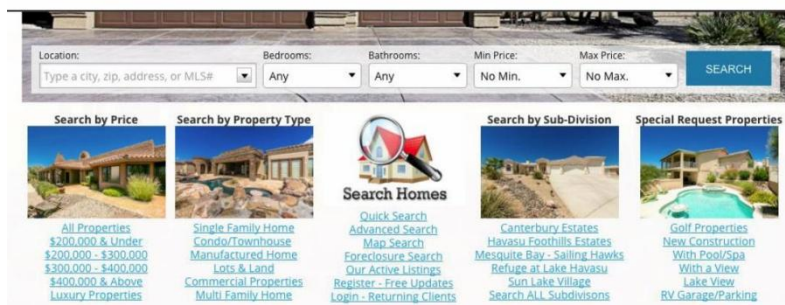 Location:
Bedrooms:
Bathrooms:
Min Price:
Max Price:
Type a city, zip, address, or MLS#
Any
Any
No Min.
No Max.
SEARCH
Search by Price
All Properties
$200,000 & Under
$200,000 - $300,000
$300,000 - $400,000
$400,000 & Above
Luxury Properties
Search by Property Type
Single Family Home
Condo/Townhouse
Manufactured Home
Lots & Land
Commercial Properties
Multi Family Home
Search Homes
Quick Search
Advanced Search
Map Search
Foreclosure Search
Our Active Listings
Register - Free Updates
Login - Returning Clients
Search by Sub-Division
Canterbury Estates
Havasu Foothills Estates
Mesquite Bay - Sailing Hawks
Refuge at Lake Havasu
Sun Lake Village
Search ALL Subdivisons
Special Request Properties
Golf Properties
New Construction
With Pool/Spa
With a View
Lake View
RV Garage/Parking